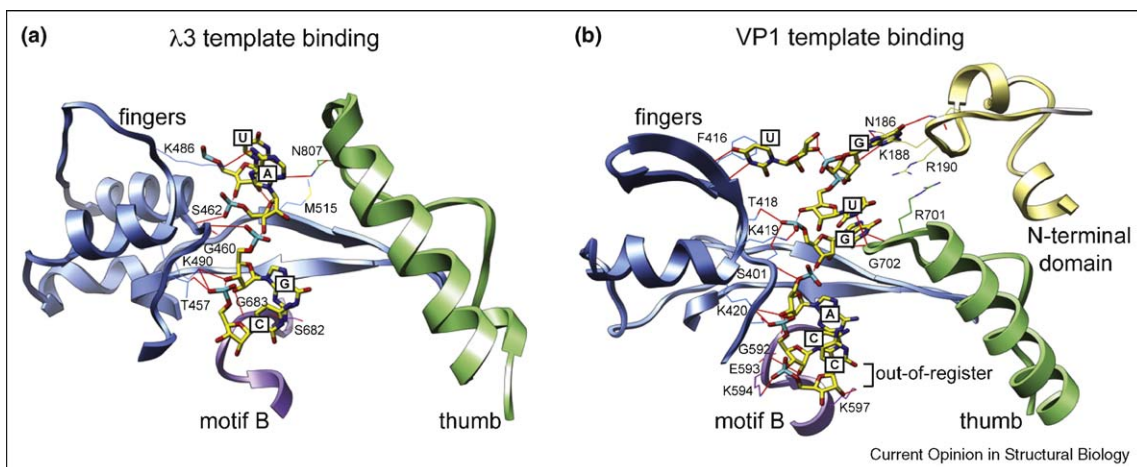 (a)
λ3 template binding
fingers
K486
U
N807
A
M515
S462
G460
K490
T457
G683
G
C
S682
motif B
thumb
(b)
VP1 template binding
fingers
F416
U
G
N186
K188
R190
T418
K419
U
R701
G
G702
N-terminal
domain
S401
K420
A
G592
C
E593
C
K594
out-of-register
K597
motif B
thumb
Current Opinion in Structural Biology